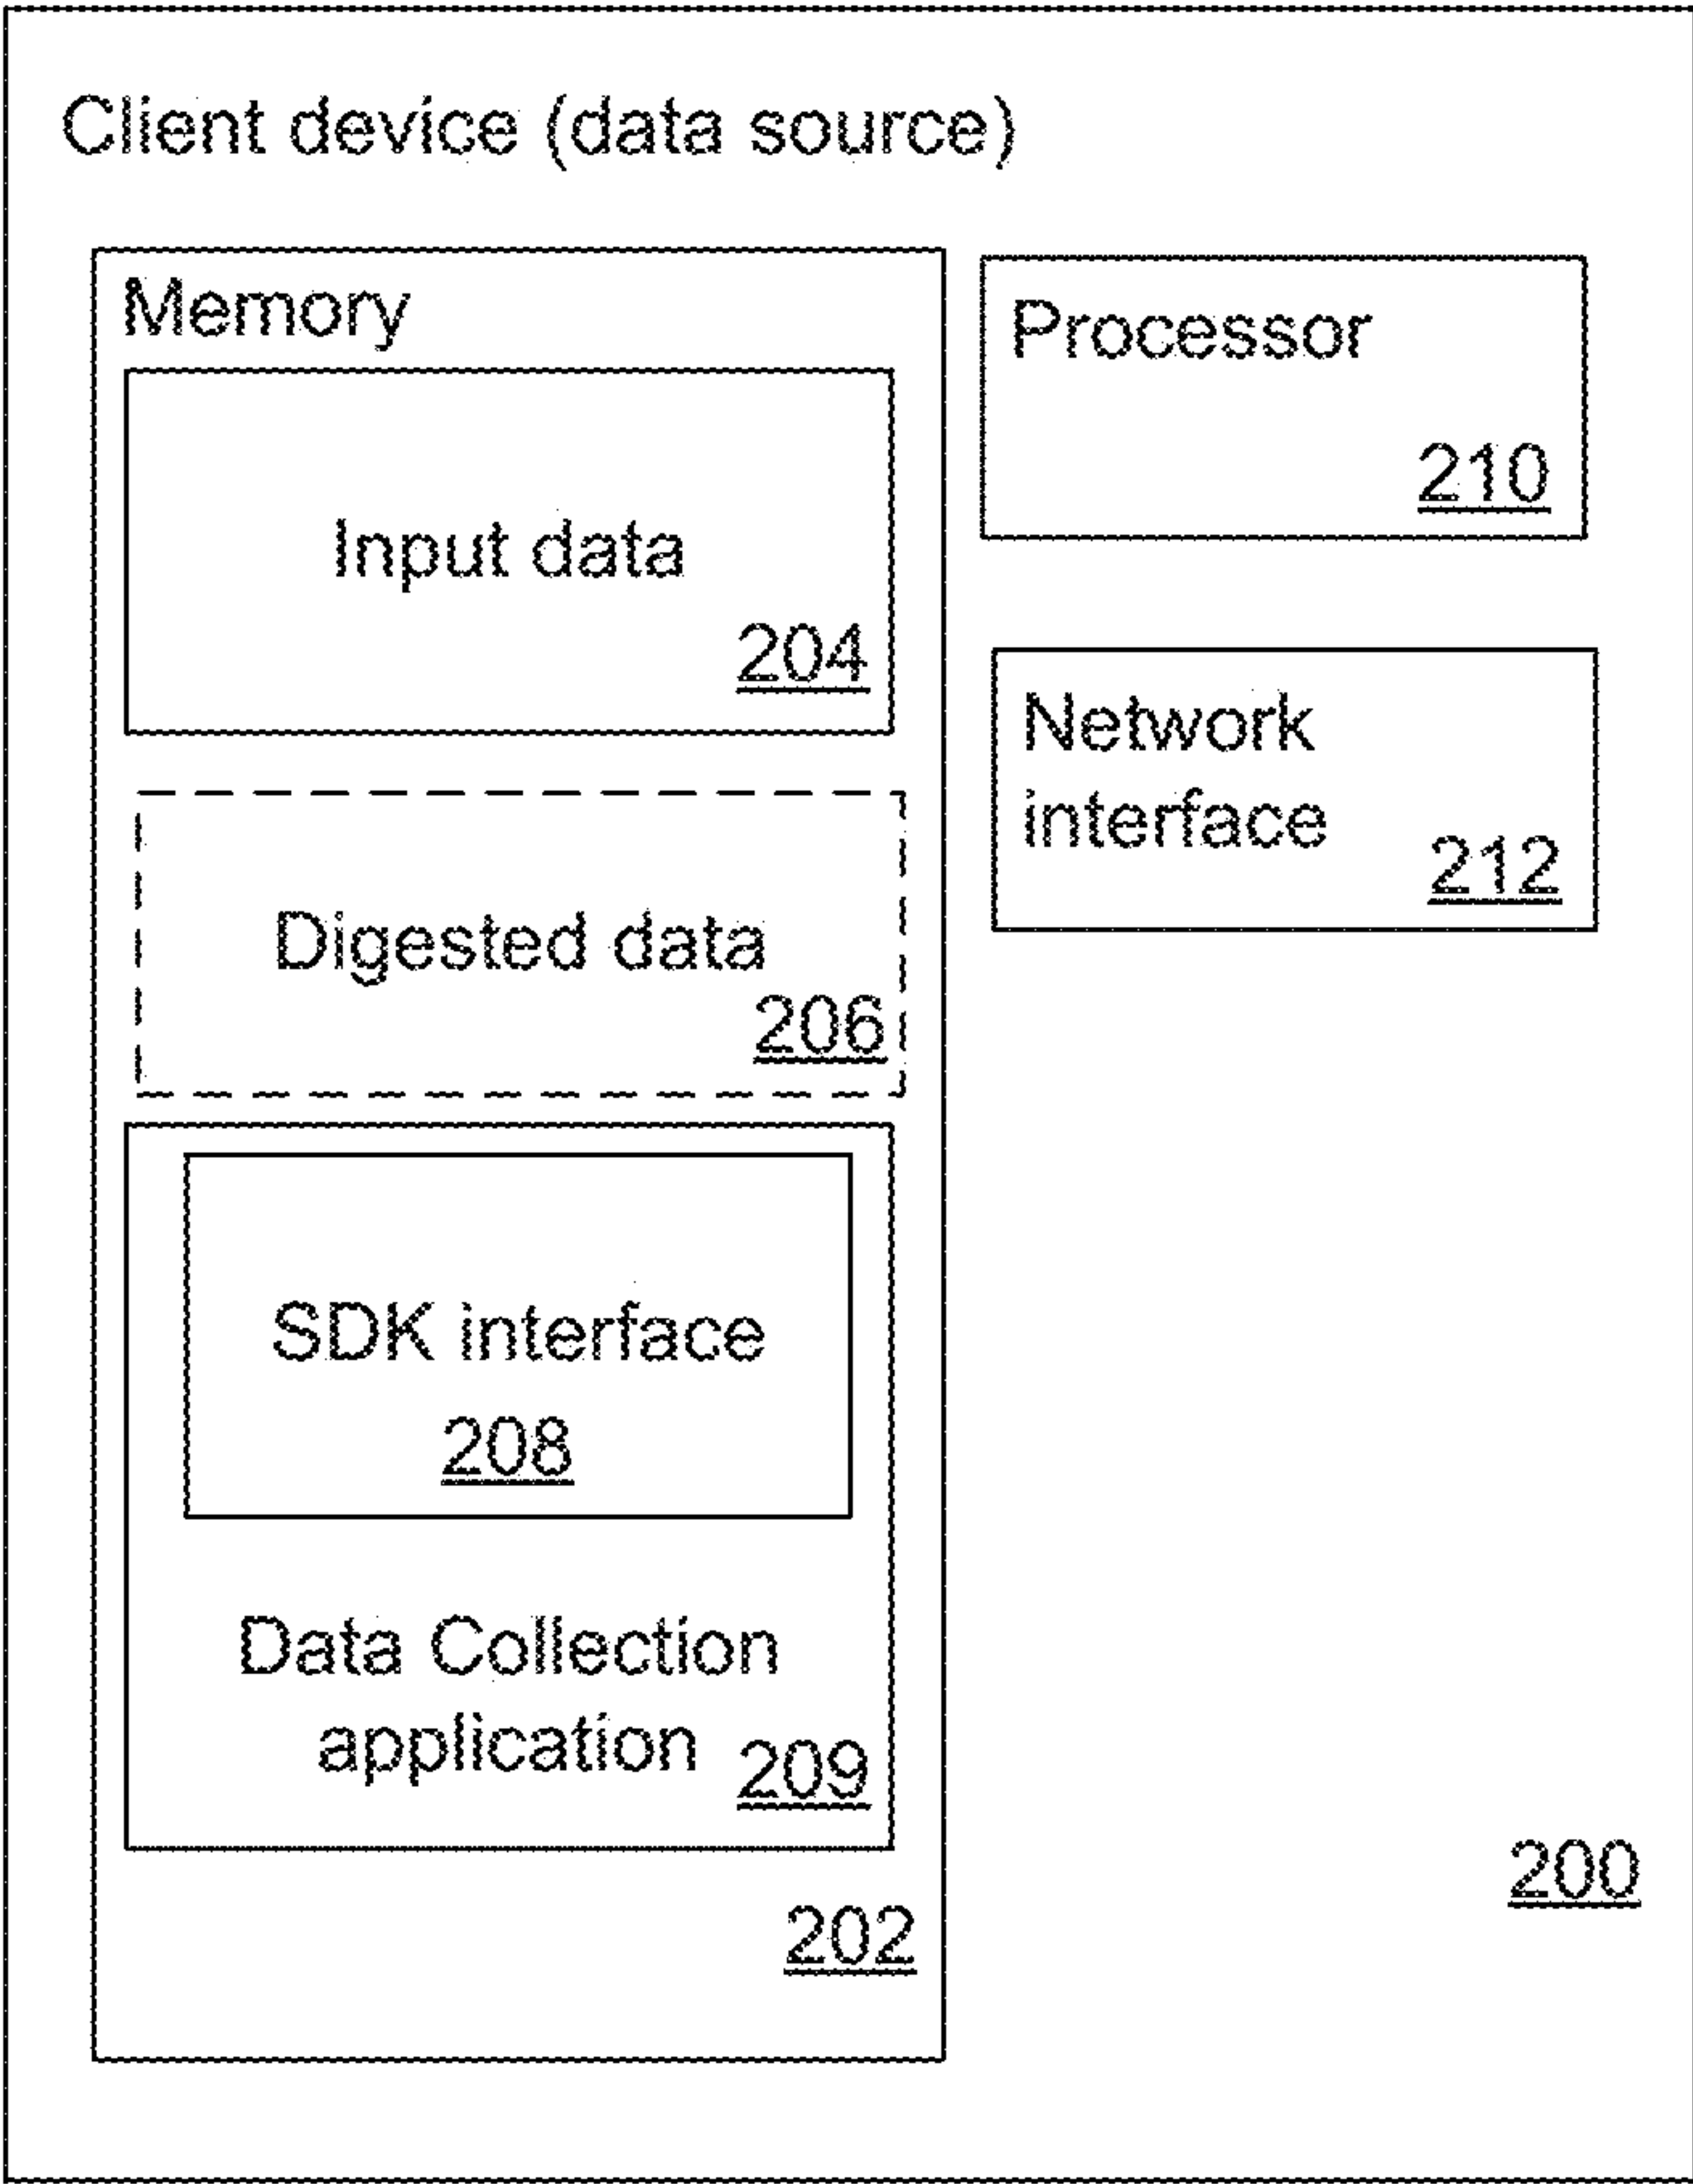 Client device (data source)
Memory
Input data
204
Digested data
206
SDK interface
208
Data Collection
application 209
202
Processor
210
Network
interface
212
200